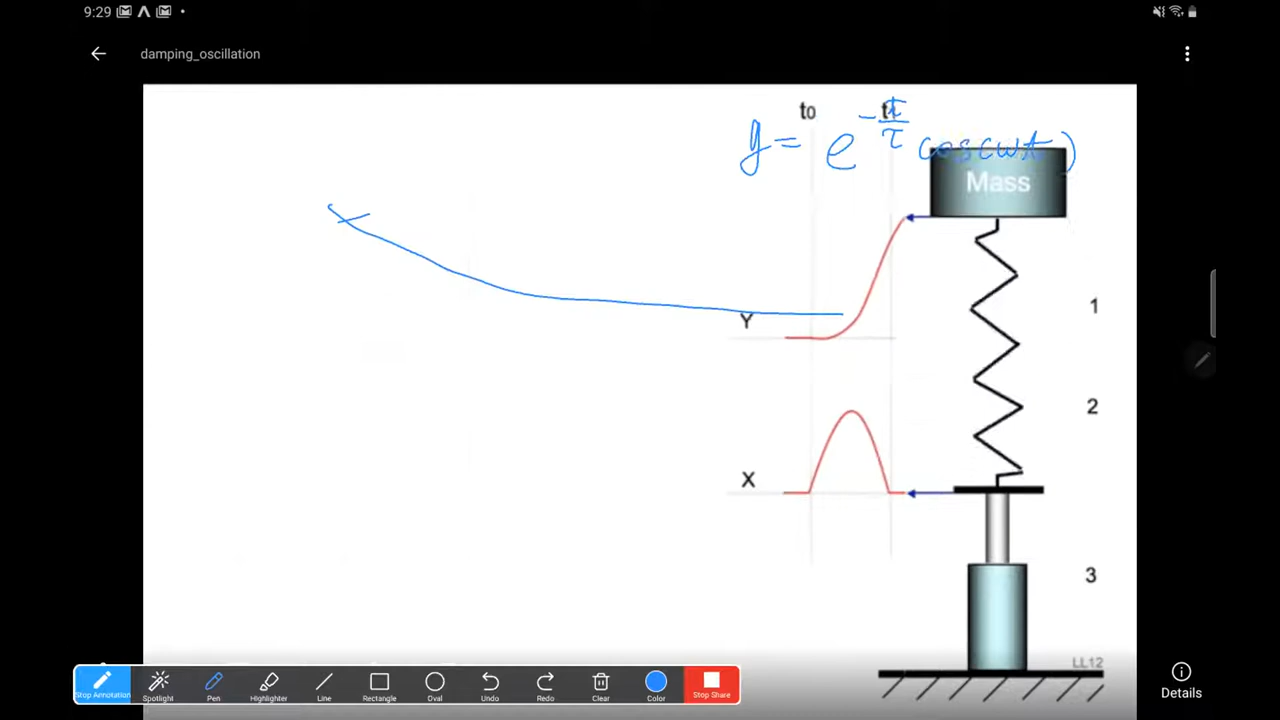 9:29
damping_oscillation
t0
y = e^{-t/τ} cos(ωt)
Mass
Y
1
2
X
3
LL12
Stop Annotation
Spotlight
Pen
Highlighter
Line
Rectangle
Oval
Undo
Redo
Clear
Color
Stop Share
Details